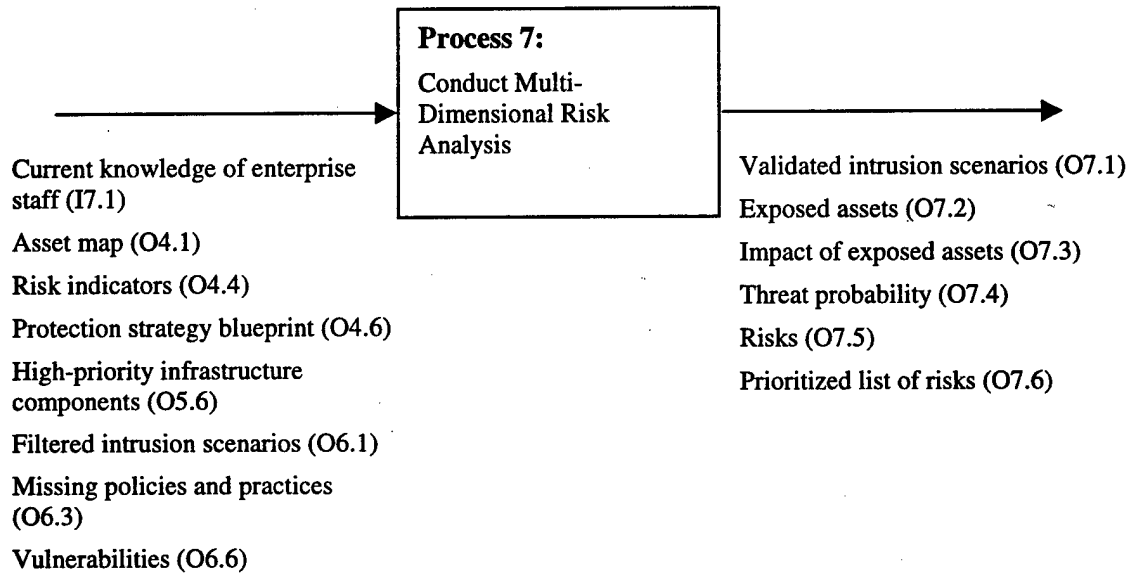 Process 7:
Conduct Multi-
Dimensional Risk
Analysis
Current knowledge of enterprise
staff (I7.1)
Asset map (O4.1)
Risk indicators (O4.4)
Protection strategy blueprint (O4.6)
High-priority infrastructure
components (O5.6)
Filtered intrusion scenarios (O6.1)
Missing policies and practices
(O6.3)
Vulnerabilities (O6.6)
Validated intrusion scenarios (O7.1)
Exposed assets (O7.2)
Impact of exposed assets (O7.3)
Threat probability (O7.4)
Risks (O7.5)
Prioritized list of risks (O7.6)